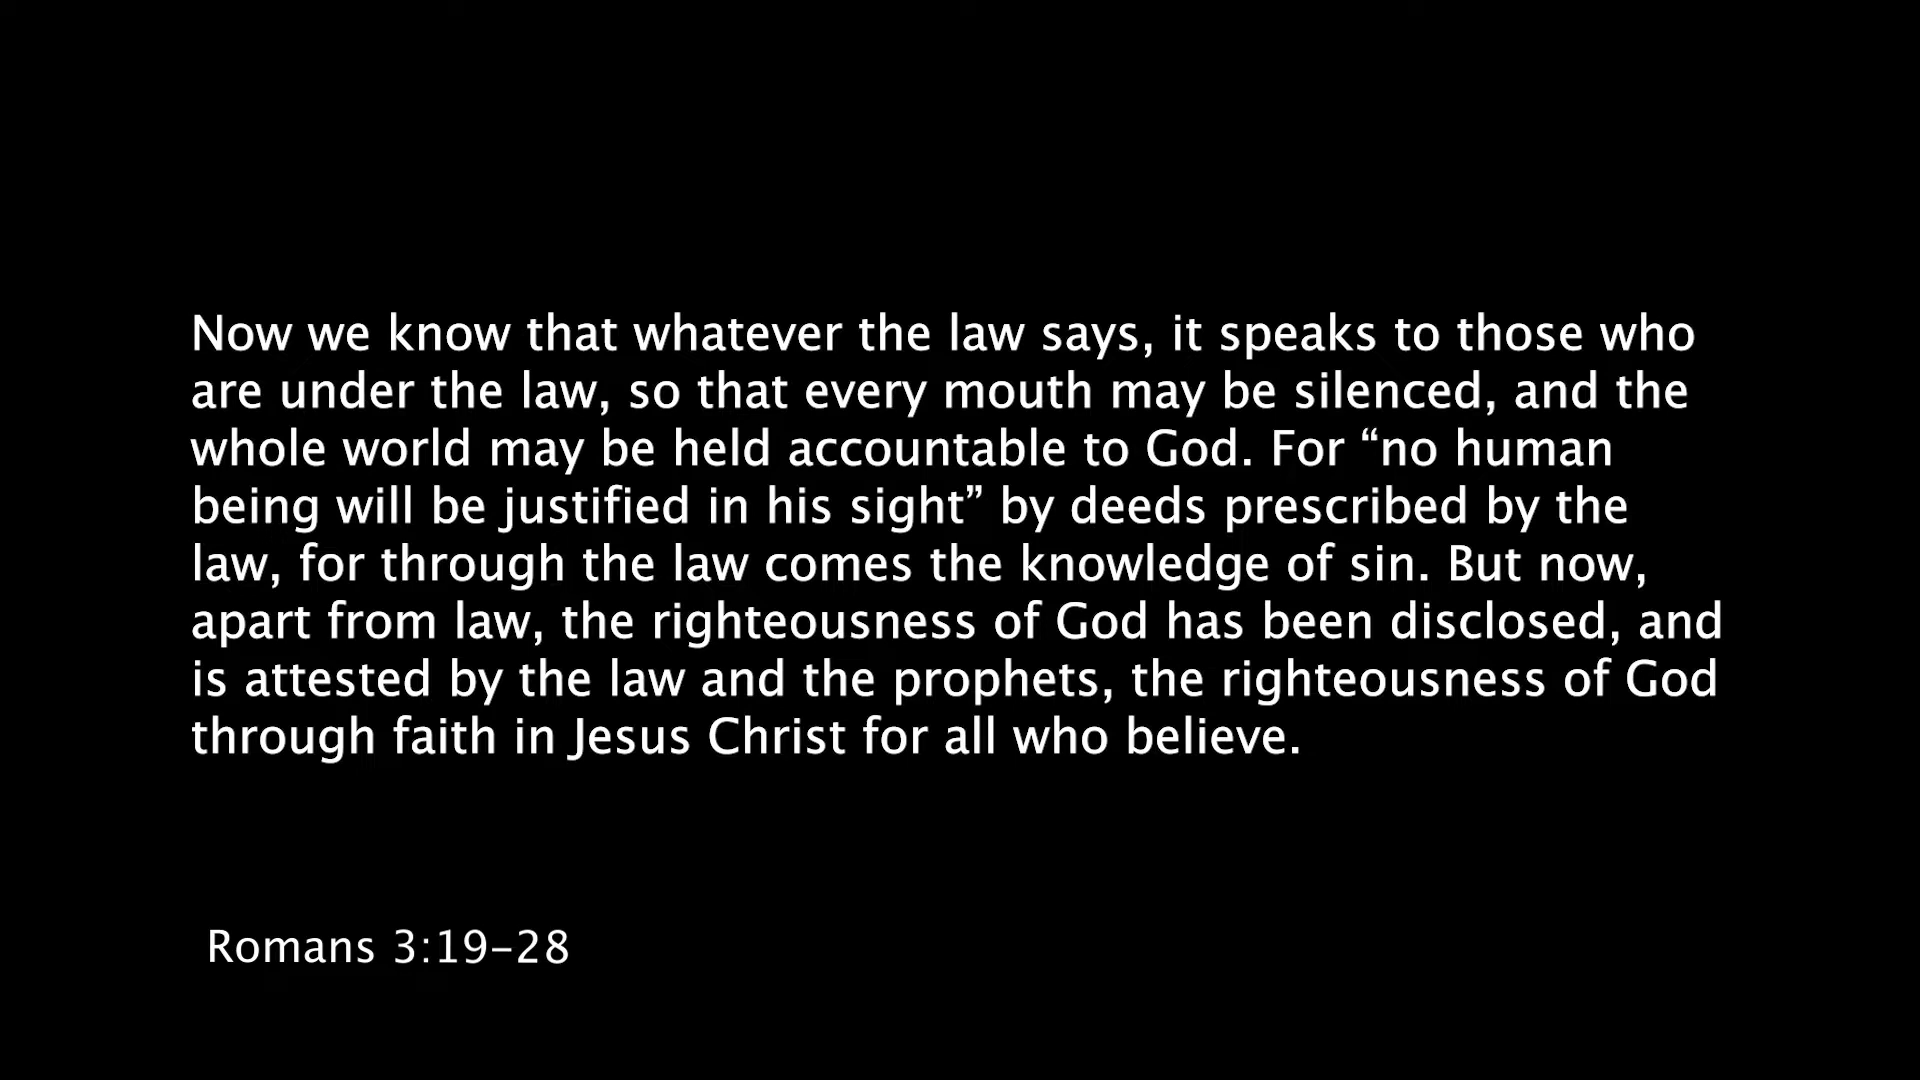 Now we know that whatever the law says, it speaks to those who
are under the law, so that every mouth may be silenced, and the
whole world may be held accountable to God. For “no human
being will be justified in his sight” by deeds prescribed by the
law, for through the law comes the knowledge of sin. But now,
apart from law, the righteousness of God has been disclosed, and
is attested by the law and the prophets, the righteousness of God
through faith in Jesus Christ for all who believe.
Romans 3:19–28